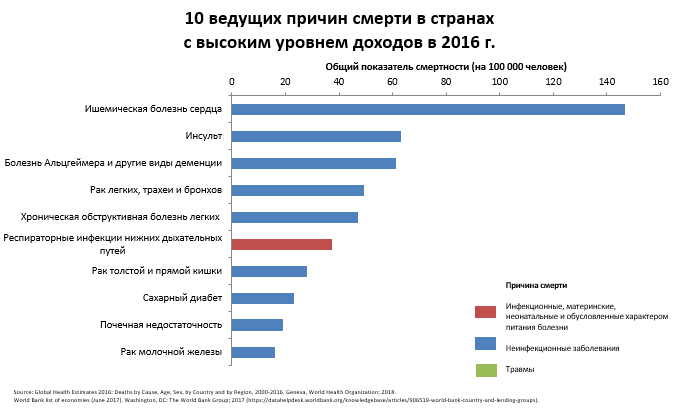 10 ведущих причин смерти в странах
с высоким уровнем доходов в 2016 г.
Общий показатель смертности (на 100 000 человек)
0 20 40 60 80 100 120 140 160
Ишемическая болезнь сердца
Инсульт
Болезнь Альцгеймера и другие виды деменции
Рак легких, трахеи и бронхов
Хроническая обструктивная болезнь легких
Респираторные инфекции нижних дыхательных
путей
Рак толстой и прямой кишки
Сахарный диабет
Почечная недостаточность
Рак молочной железы
Причина смерти
Инфекционные, материнские,
неонатальные и обусловленные характером
питания болезни
Неинфекционные заболевания
Травмы
Source: Global Health Estimates 2016: Deaths by Cause, Age, Sex, by Country and by Region, 2000-2016. Geneva, World Health Organization; 2018.
World Bank list of economies (June 2017). Washington, DC: The World Bank Group; 2017 (https://datahelpdesk.worldbank.org/knowledgebase/articles/906519-world-bank-country-and-lending-groups).